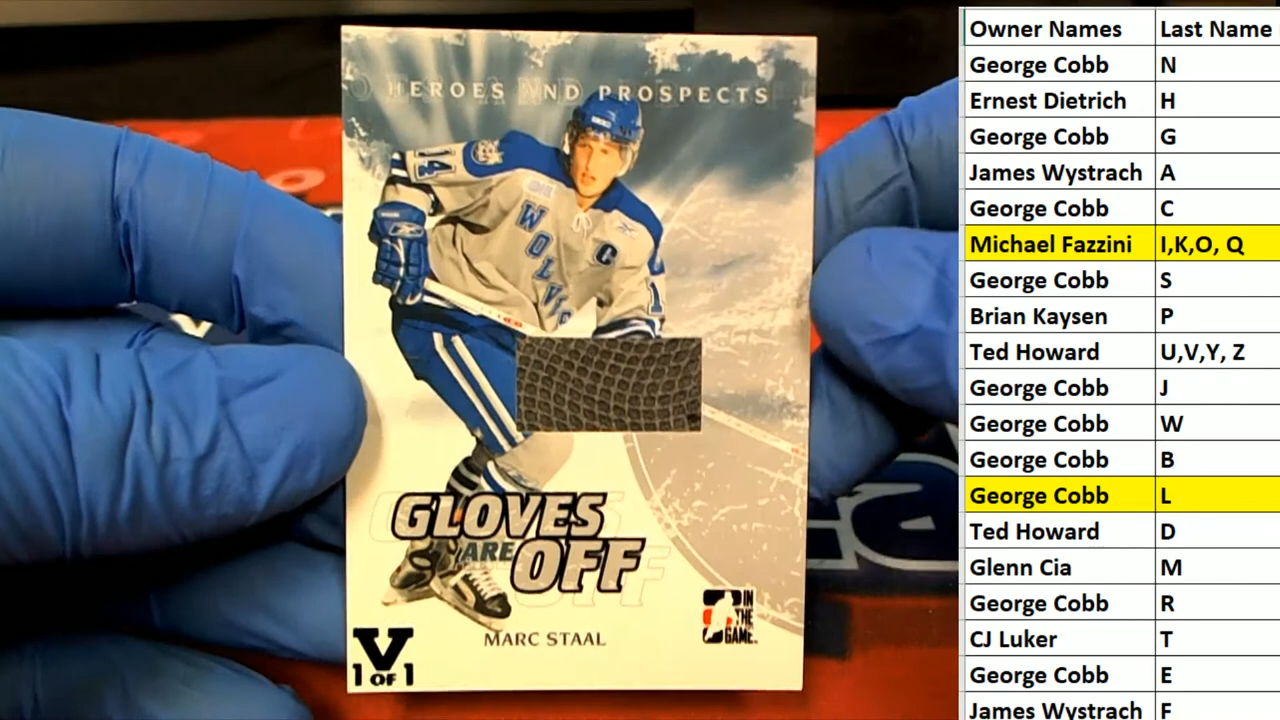 HEROES AND PROSPECTS
14
WOLVES
C
GLOVES
ARE
OFF
MARC STAAL
V
1 OF 1
IN
THE
GAME.
Owner Names Last Name
George Cobb N
Ernest Dietrich H
George Cobb G
James Wystrach A
George Cobb C
Michael Fazzini I,K,O, Q
George Cobb S
Brian Kaysen P
Ted Howard U,V,Y, Z
George Cobb J
George Cobb W
George Cobb B
George Cobb L
Ted Howard D
Glenn Cia M
George Cobb R
CJ Luker T
George Cobb E
James Wystrach F